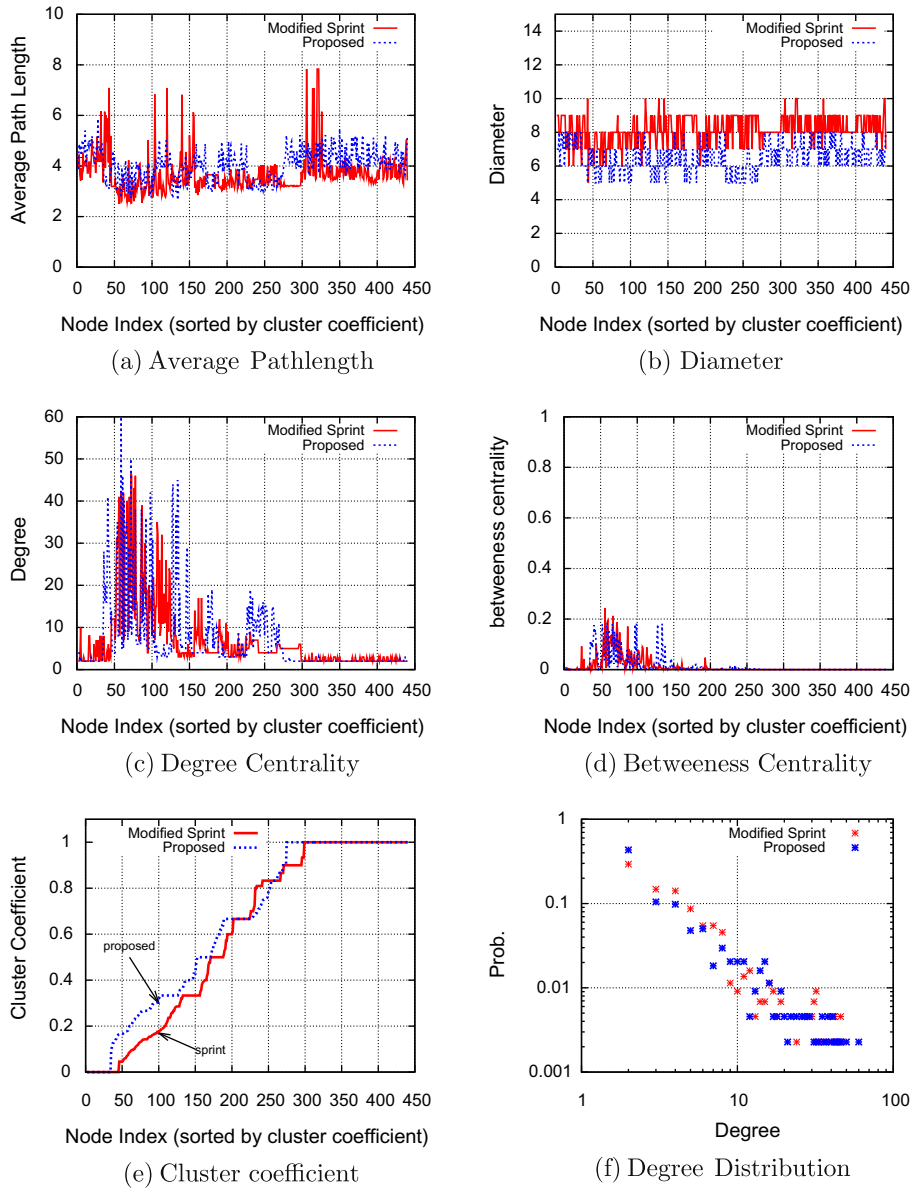 Average Path Length
10
8
6
4
2
0
Modified Sprint
Proposed
0 50 100 150 200 250 300 350 400 450
Node Index (sorted by cluster coefficient)
(a) Average Pathlength
Diameter
14
12
10
8
6
4
2
0
Modified Sprint
Proposed
0 50 100 150 200 250 300 350 400 450
Node Index (sorted by cluster coefficient)
(b) Diameter
Degree
60
50
40
30
20
10
0
Modified Sprint
Proposed
0 50 100 150 200 250 300 350 400 450
Node Index (sorted by cluster coefficient)
(c) Degree Centrality
betweeness centrality
1
0.8
0.6
0.4
0.2
0
Modified Sprint
Proposed
0 50 100 150 200 250 300 350 400 450
Node Index (sorted by cluster coefficient)
(d) Betweeness Centrality
Cluster Coefficient
1
0.8
0.6
0.4
0.2
0
Modified Sprint
Proposed
proposed
sprint
0 50 100 150 200 250 300 350 400 450
Node Index (sorted by cluster coefficient)
(e) Cluster coefficient
Prob.
1
0.1
0.01
0.001
Modified Sprint
Proposed
1 10 100
Degree
(f) Degree Distribution